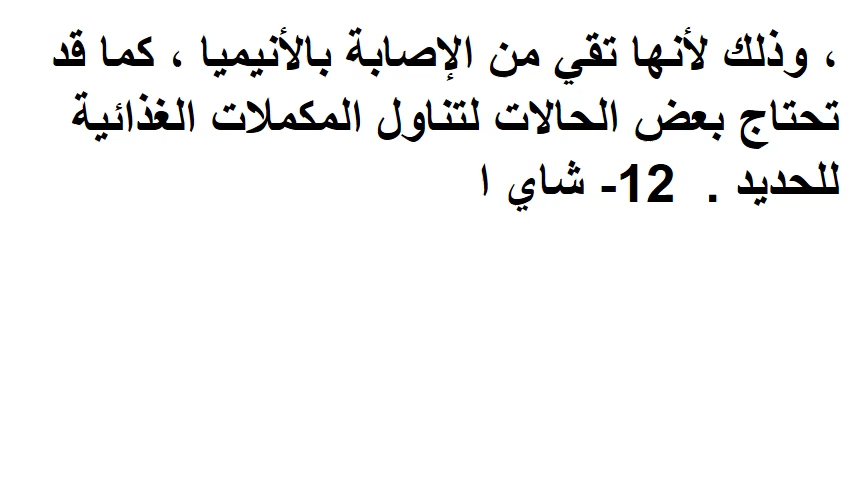 ، وذلك لأنها تقي من الإصابة بالأنيميا ، كما قد
تحتاج بعض الحالات لتناول المكملات الغذائية
للحديد .  12- شاي ا